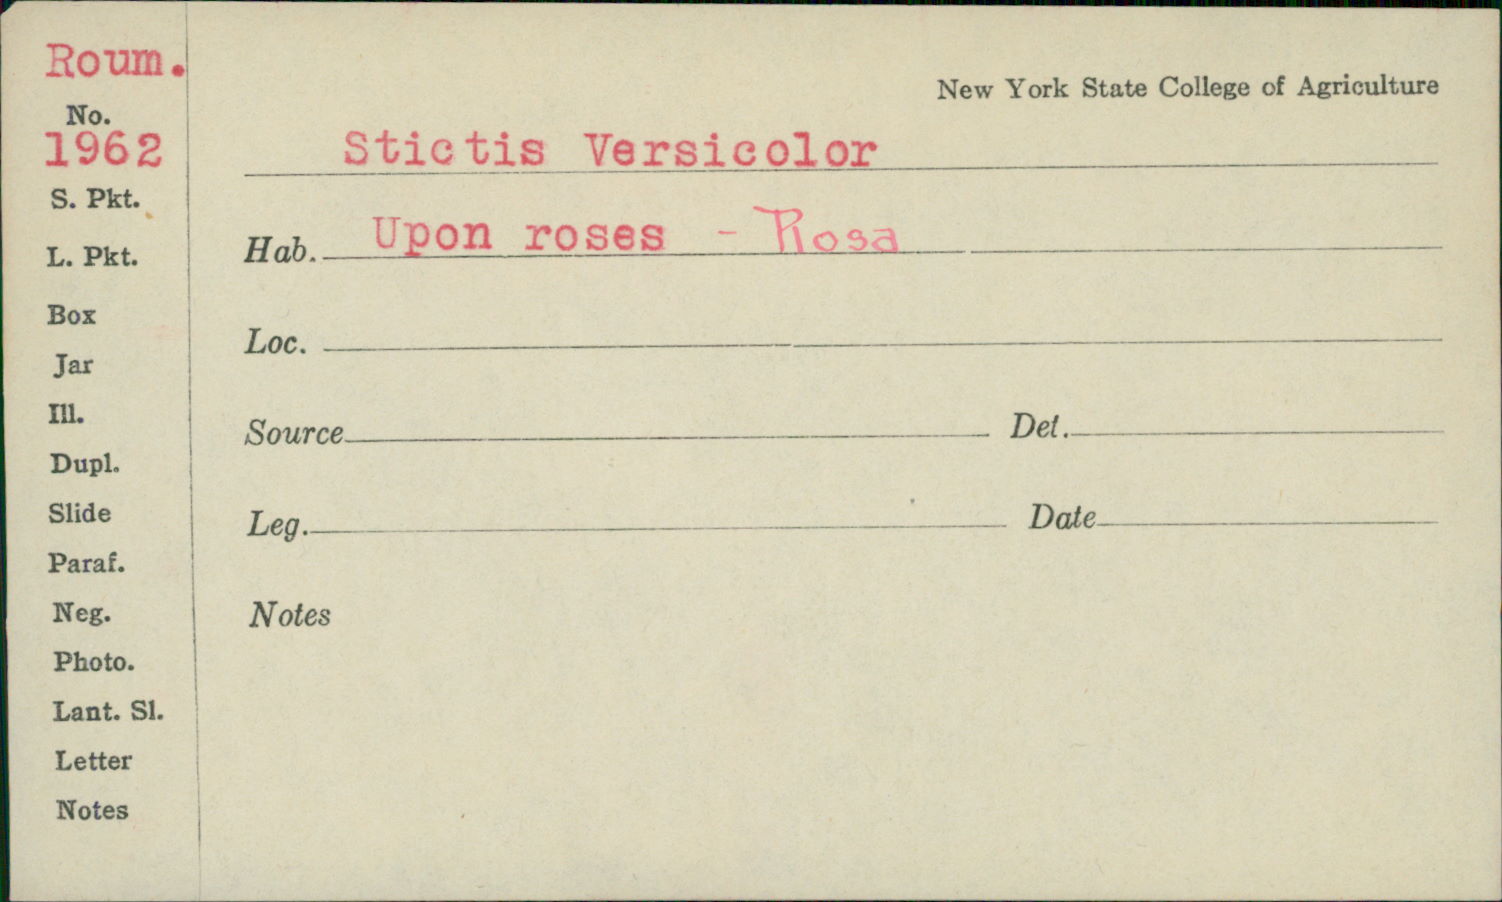 Roum.
No.
1962
S. Pkt.
L. Pkt.
Box
Jar
Ill.
Dupl.
Slide
Paraf.
Neg.
Photo.
Lant. Sl.
Letter
Notes
New York State College of Agriculture
Stictis Versicolor
Hab. Upon roses - Rosa
Loc.
Source Det.
Leg. Date
Notes